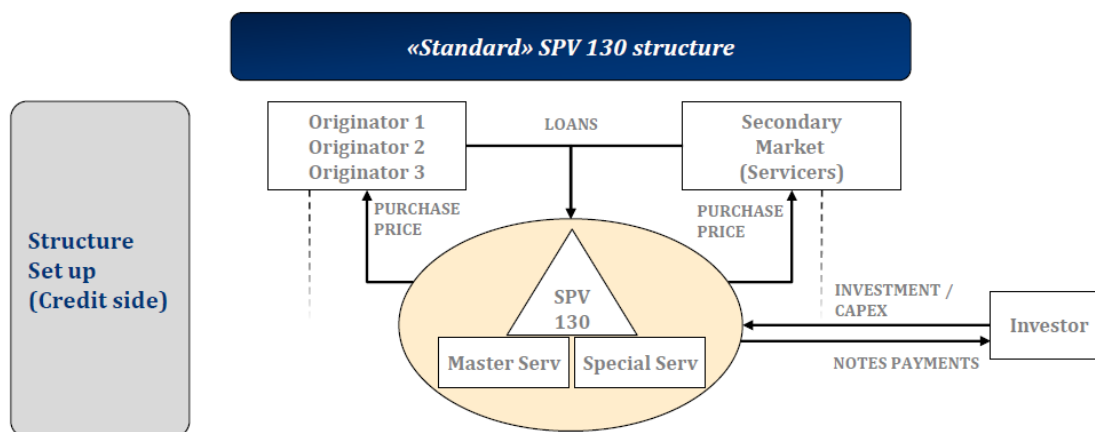 «Standard» SPV 130 structure
Structure
Set up
(Credit side)
Originator 1
Originator 2
Originator 3
LOANS
Secondary
Market
(Servicers)
PURCHASE
PRICE
PURCHASE
PRICE
SPV
130
Master Serv
Special Serv
INVESTMENT /
CAPEX
Investor
NOTES PAYMENTS